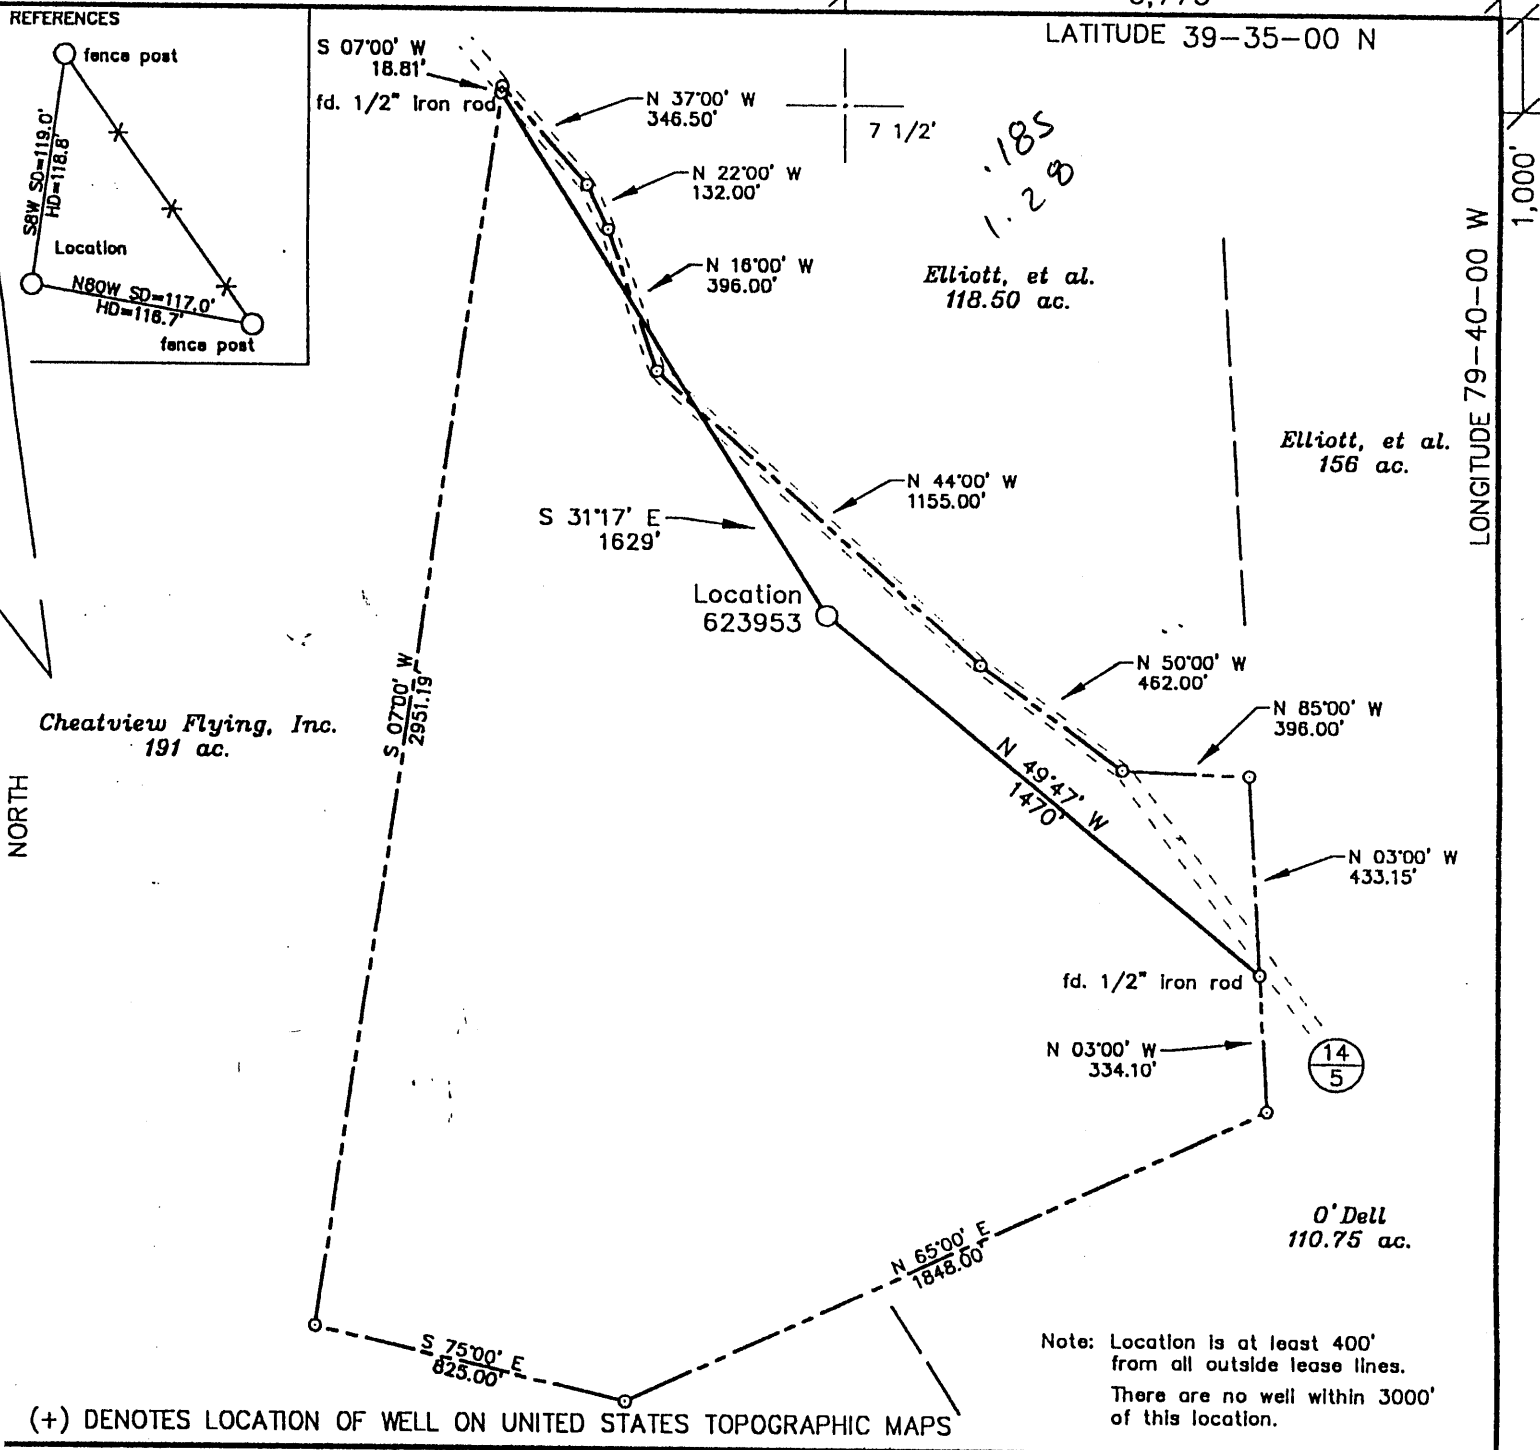 REFERENCES
fence post
S8W SD=119.0'
HD=118.8'
Location
N80W SD=117.0'
HD=116.7'
fence post
LATITUDE 39-35-00 N
S 07°00' W
18.81'
fd. 1/2" iron rod
N 37°00' W
346.50'
7 1/2'
.185
1.28
1,000'
N 22°00' W
132.00'
N 16°00' W
396.00'
Elliott, et al.
118.50 ac.
LONGITUDE 79-40-00 W
Elliott, et al.
156 ac.
N 44°00' W
1155.00'
S 31°17' E
1629'
Location
623953
N 50°00' W
462.00'
S 07°00' W
2951.19'
N 85°00' W
396.00'
Cheatview Flying, Inc.
191 ac.
N 49°47' W
1470'
NORTH
N 03°00' W
433.15'
fd. 1/2" iron rod
N 03°00' W
334.10'
14
5
O'Dell
110.75 ac.
N 65°00' E
1848.00'
S 75°00' E
825.00'
Note: Location is at least 400'
from all outside lease lines.
There are no well within 3000'
of this location.
(+) DENOTES LOCATION OF WELL ON UNITED STATES TOPOGRAPHIC MAPS